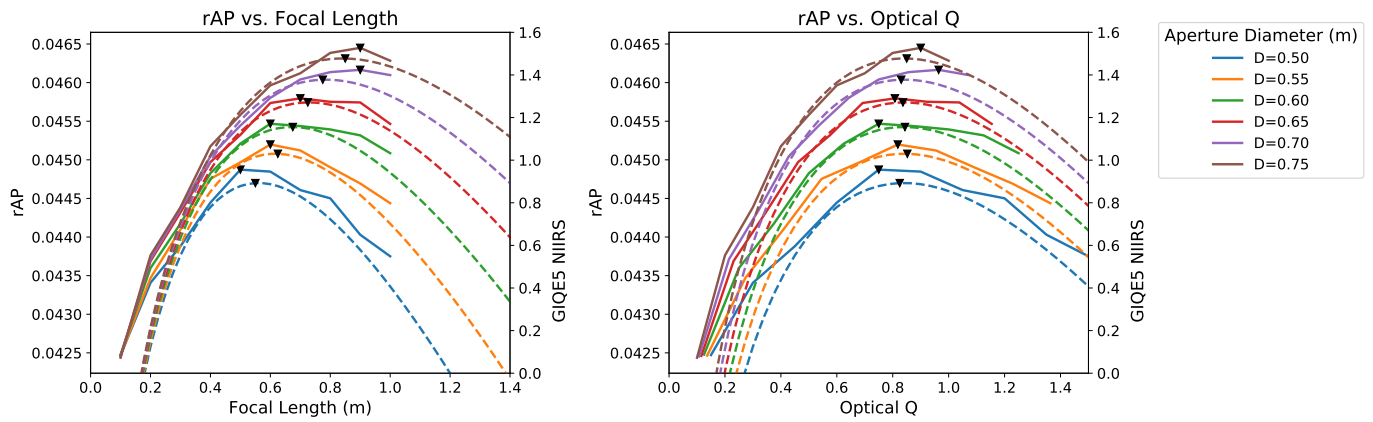 rAP vs. Focal Length
rAP
0.0465
0.0460
0.0455
0.0450
0.0445
0.0440
0.0435
0.0430
0.0425
1.6
1.4
1.2
1.0
0.8
0.6
0.4
0.2
0.0
GIQE5 NIIRS
0.0 0.2 0.4 0.6 0.8 1.0 1.2 1.4
Focal Length (m)
rAP vs. Optical Q
rAP
0.0465
0.0460
0.0455
0.0450
0.0445
0.0440
0.0435
0.0430
0.0425
1.6
1.4
1.2
1.0
0.8
0.6
0.4
0.2
0.0
GIQE5 NIIRS
0.0 0.2 0.4 0.6 0.8 1.0 1.2 1.4
Optical Q
Aperture Diameter (m)
D=0.50
D=0.55
D=0.60
D=0.65
D=0.70
D=0.75